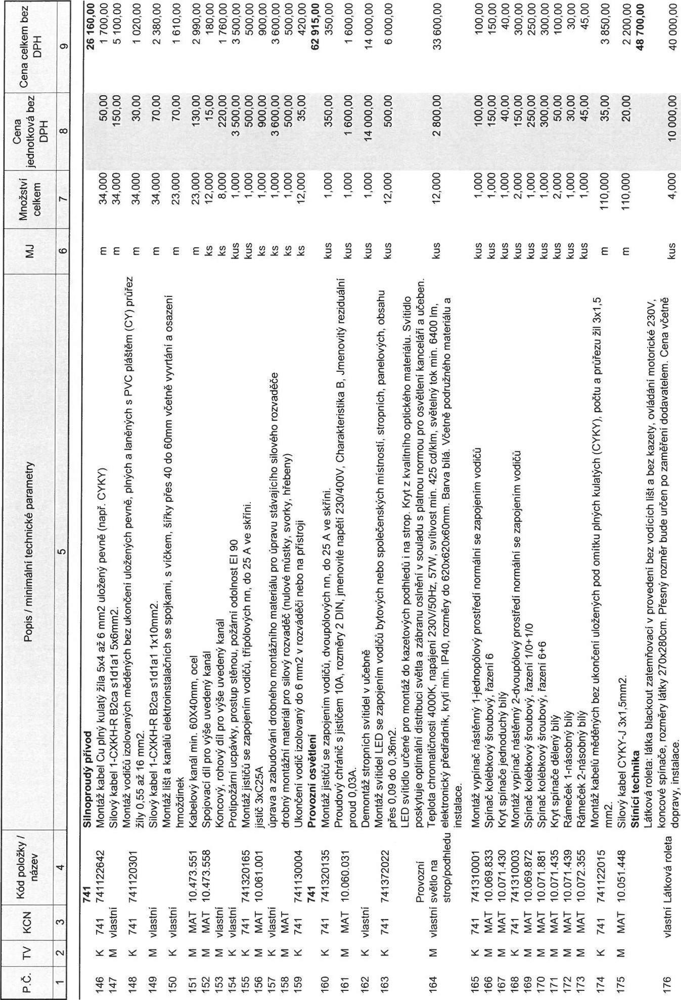 P.Č. TV KCN Kód položky / název Popis / minimální technické parametry MJ Množství celkem Cena jednotková bez DPH Cena celkem bez DPH
1 2 3 4 5 6 7 8 9
741 Silnoproudý přívod 26 160,00
146 K 741 741122642 Montáž kabel Cu plný kulatý žíla 5x4 až 6 mm2 uložený pevně (např. CYKY) m 34,000 50,00 1 700,00
147 M vlastní Silový kabel 1-CXKH-R B2ca s1d1a1 5x6mm2. m 34,000 150,00 5 100,00
148 K 741 741120301 Montáž vodičů izolovaných měděných bez ukončení uložených pevně, plných a laněných s PVC pláštěm (CY) průřez m 34,000 30,00 1 020,00
žíly 0,55 až 16 mm2.
149 M vlastní Silový kabel 1-CXKH-R B2ca s1d1a1 1x10mm2. m 34,000 70,00 2 380,00
150 K vlastní Montáž lišt a kanálů elektroinstalačních se spojkami, s víčkem, šířky přes 40 do 60mm včetně vyvrtání a osazení m 23,000 70,00 1 610,00
hmoždinek
151 M MAT 10.473.551 Kabelový kanál min. 60X40mm, ocel m 23,000 130,00 2 990,00
152 M MAT 10.473.558 Spojovací díl pro výše uvedený kanál ks 12,000 15,00 180,00
153 M vlastní Koncový, rohový díl pro výše uvedený kanál ks 8,000 220,00 1 760,00
154 K vlastní Protipožární ucpávky, prostup stěnou, požární odolnost EI 90 kus 1,000 3 500,00 3 500,00
155 K 741 741320165 Montáž jističů se zapojením vodičů, třípólových nn, do 25 A ve skříni. kus 1,000 500,00 500,00
156 M MAT 10.061.001 jistič 3xC25A ks 1,000 900,00 900,00
157 K vlastní úprava a zabudování drobného montážního materiálu pro úpravu stávajícího silového rozvaděče ks 1,000 3 600,00 3 600,00
158 M MAT drobný montážní materiál pro silový rozvaděč (nulové můstky, svorky, hřebeny) ks 1,000 500,00 500,00
159 K 741 741130004 Ukončení vodič izolovaný do 6 mm2 v rozváděči nebo na přístroji ks 12,000 35,00 420,00
741 Provozní osvětlení 62 915,00
160 K 741 741320135 Montáž jističů se zapojením vodičů, dvoupólových nn, do 25 A ve skříni. kus 1,000 350,00 350,00
161 M MAT 10.060.031 Proudový chránič s jističem 10A, rozměry 2 DIN, jmenovité napětí 230/400V, Charakteristika B, Jmenovitý reziduální kus 1,000 1 600,00 1 600,00
proud 0,03A.
162 K vlastní Demontáž stropních svítidel v učebně kus 1,000 14 000,00 14 000,00
163 K 741 741372022 Montáž svítidel LED se zapojením vodičů bytových nebo společenských místností, stropních, panelových, obsahu kus 12,000 500,00 6 000,00
přes 0,09 do 0,36m2.
LED svítidlo určené pro montáž do kazetových podhledů i na strop. Kryt z kvalitního optického materiálu. Svítidlo
Provozní poskytuje optimální distribuci světla a zábranu oslnění v souladu s platnou normou pro osvětlení kanceláří a učeben.
164 M vlastní světlo na Teplota chromatičnosti 4000K, napájení 230V/50Hz, 57W, svítivost min. 425 cd/klm, světelný tok min. 6400 lm, kus 12,000 2 800,00 33 600,00
strop/podhledu elektronický předřadník, krytí min. IP40, rozměry do 620x620x60mm. Barva bílá. Včetně podružného materiálu a
instalace.
165 K 741 741310001 Montáž vypínač nástěnný 1-jednopólový prostředí normální se zapojením vodičů kus 1,000 100,00 100,00
166 M MAT 10.069.833 Spínač kolébkový šroubový, řazení 6 kus 1,000 150,00 150,00
167 M MAT 10.071.430 Kryt spínače jednoduchý bílý kus 1,000 40,00 40,00
168 K 741 741310003 Montáž vypínač nástěnný 2-dvoupólový prostředí normální se zapojením vodičů kus 2,000 150,00 300,00
169 M MAT 10.069.872 Spínač kolébkový šroubový, řazení 1/0+1/0 kus 1,000 250,00 250,00
170 M MAT 10.071.881 Spínač kolébkový šroubový, řazení 6+6 kus 1,000 300,00 300,00
171 M MAT 10.071.435 Kryt spínače dělený bílý kus 2,000 50,00 100,00
172 M MAT 10.071.439 Rámeček 1-násobný bílý kus 1,000 30,00 30,00
173 M MAT 10.072.355 Rámeček 2-násobný bílý kus 1,000 45,00 45,00
174 K 741 741122015 Montáž kabelů měděných bez ukončení uložených pod omítku plných kulatých (CYKY), počtu a průřezu žil 3x1,5 m 110,000 35,00 3 850,00
mm2.
175 M MAT 10.051.448 Silový kabel CYKY-J 3x1,5mm2. m 110,000 20,00 2 200,00
Stínící technika 48 700,00
Látková roleta: látka blackout zatemňovací v provedení bez vodících lišt a bez kazety, ovládání motorické 230V,
176 vlastní Látková roleta koncové spínače, rozměry látky 270x280cm. Přesný rozměr bude určen po zaměření dodavatelem. Cena včetně kus 4,000 10 000,00 40 000,00
dopravy, instalace.